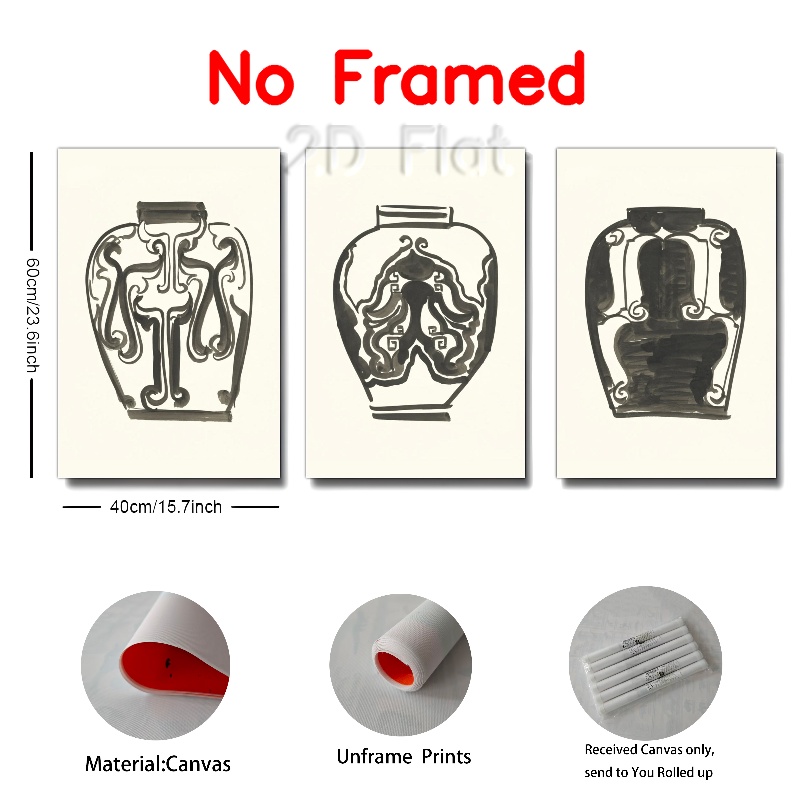 No Framed
2D Flat
60cm/23.6inch
40cm/15.7inch
Material:Canvas
Unframe Prints
Received Canvas only,
send to You Rolled up